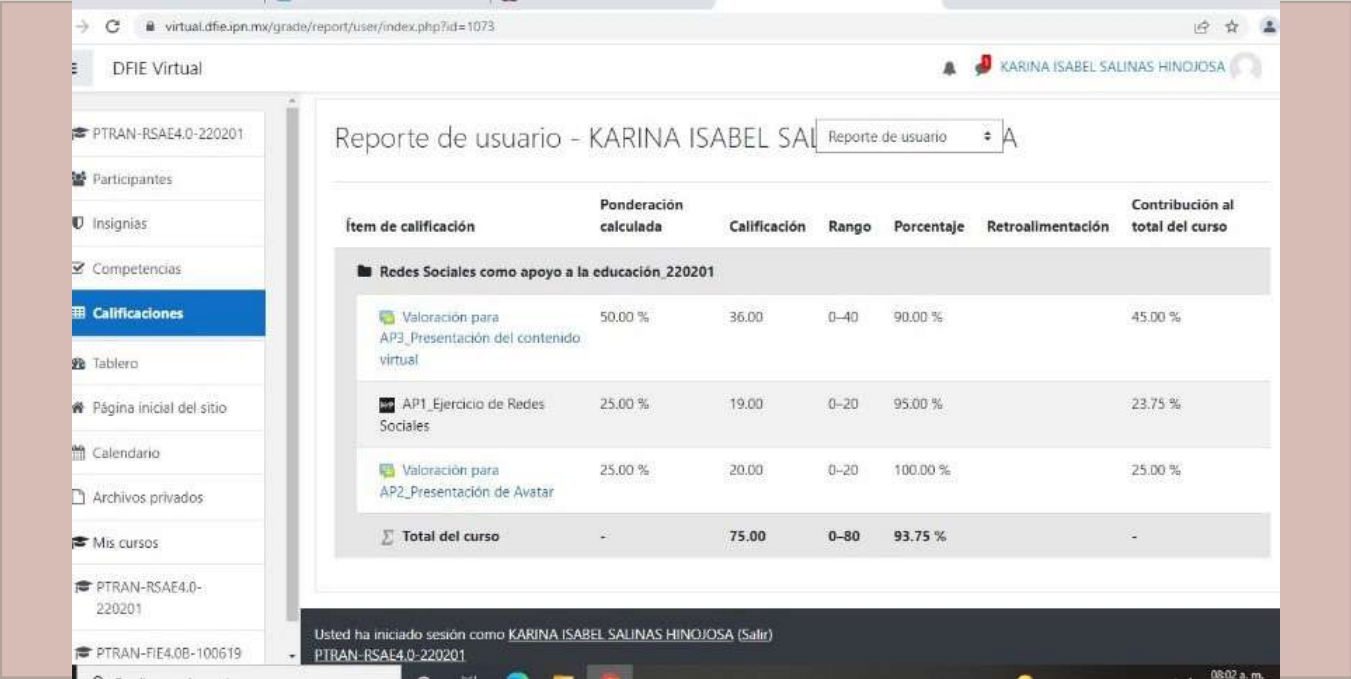 virtual.dfie.ipn.mx/grade/report/user/index.php?id=1073
DFIE Virtual
1
KARINA ISABEL SALINAS HINOJOSA
PTRAN-RSAE4.0-220201
Participantes
Insignias
Competencias
Calificaciones
Tablero
Página inicial del sitio
Calendario
Archivos privados
Mis cursos
PTRAN-RSAE4.0-
220201
PTRAN-FIE4.0B-100619
Reporte de usuario - KARINA ISABEL SAL
Reporte de usuario
A
Ítem de calificación
Ponderación
calculada
Calificación
Rango
Porcentaje
Retroalimentación
Contribución al
total del curso
Redes Sociales como apoyo a la educación_220201
Valoración para
AP3_Presentación del contenido
virtual
50.00 %
36.00
0–40
90.00 %
45.00 %
AP1_Ejercicio de Redes
Sociales
25.00 %
19.00
0–20
95.00 %
23.75 %
Valoración para
AP2_Presentación de Avatar
25.00 %
20.00
0–20
100.00 %
25.00 %
Total del curso
-
75.00
0–80
93.75 %
-
Usted ha iniciado sesión como KARINA ISABEL SALINAS HINOJOSA (Salir)
PTRAN-RSAE4.0-220201
08:02 a. m.